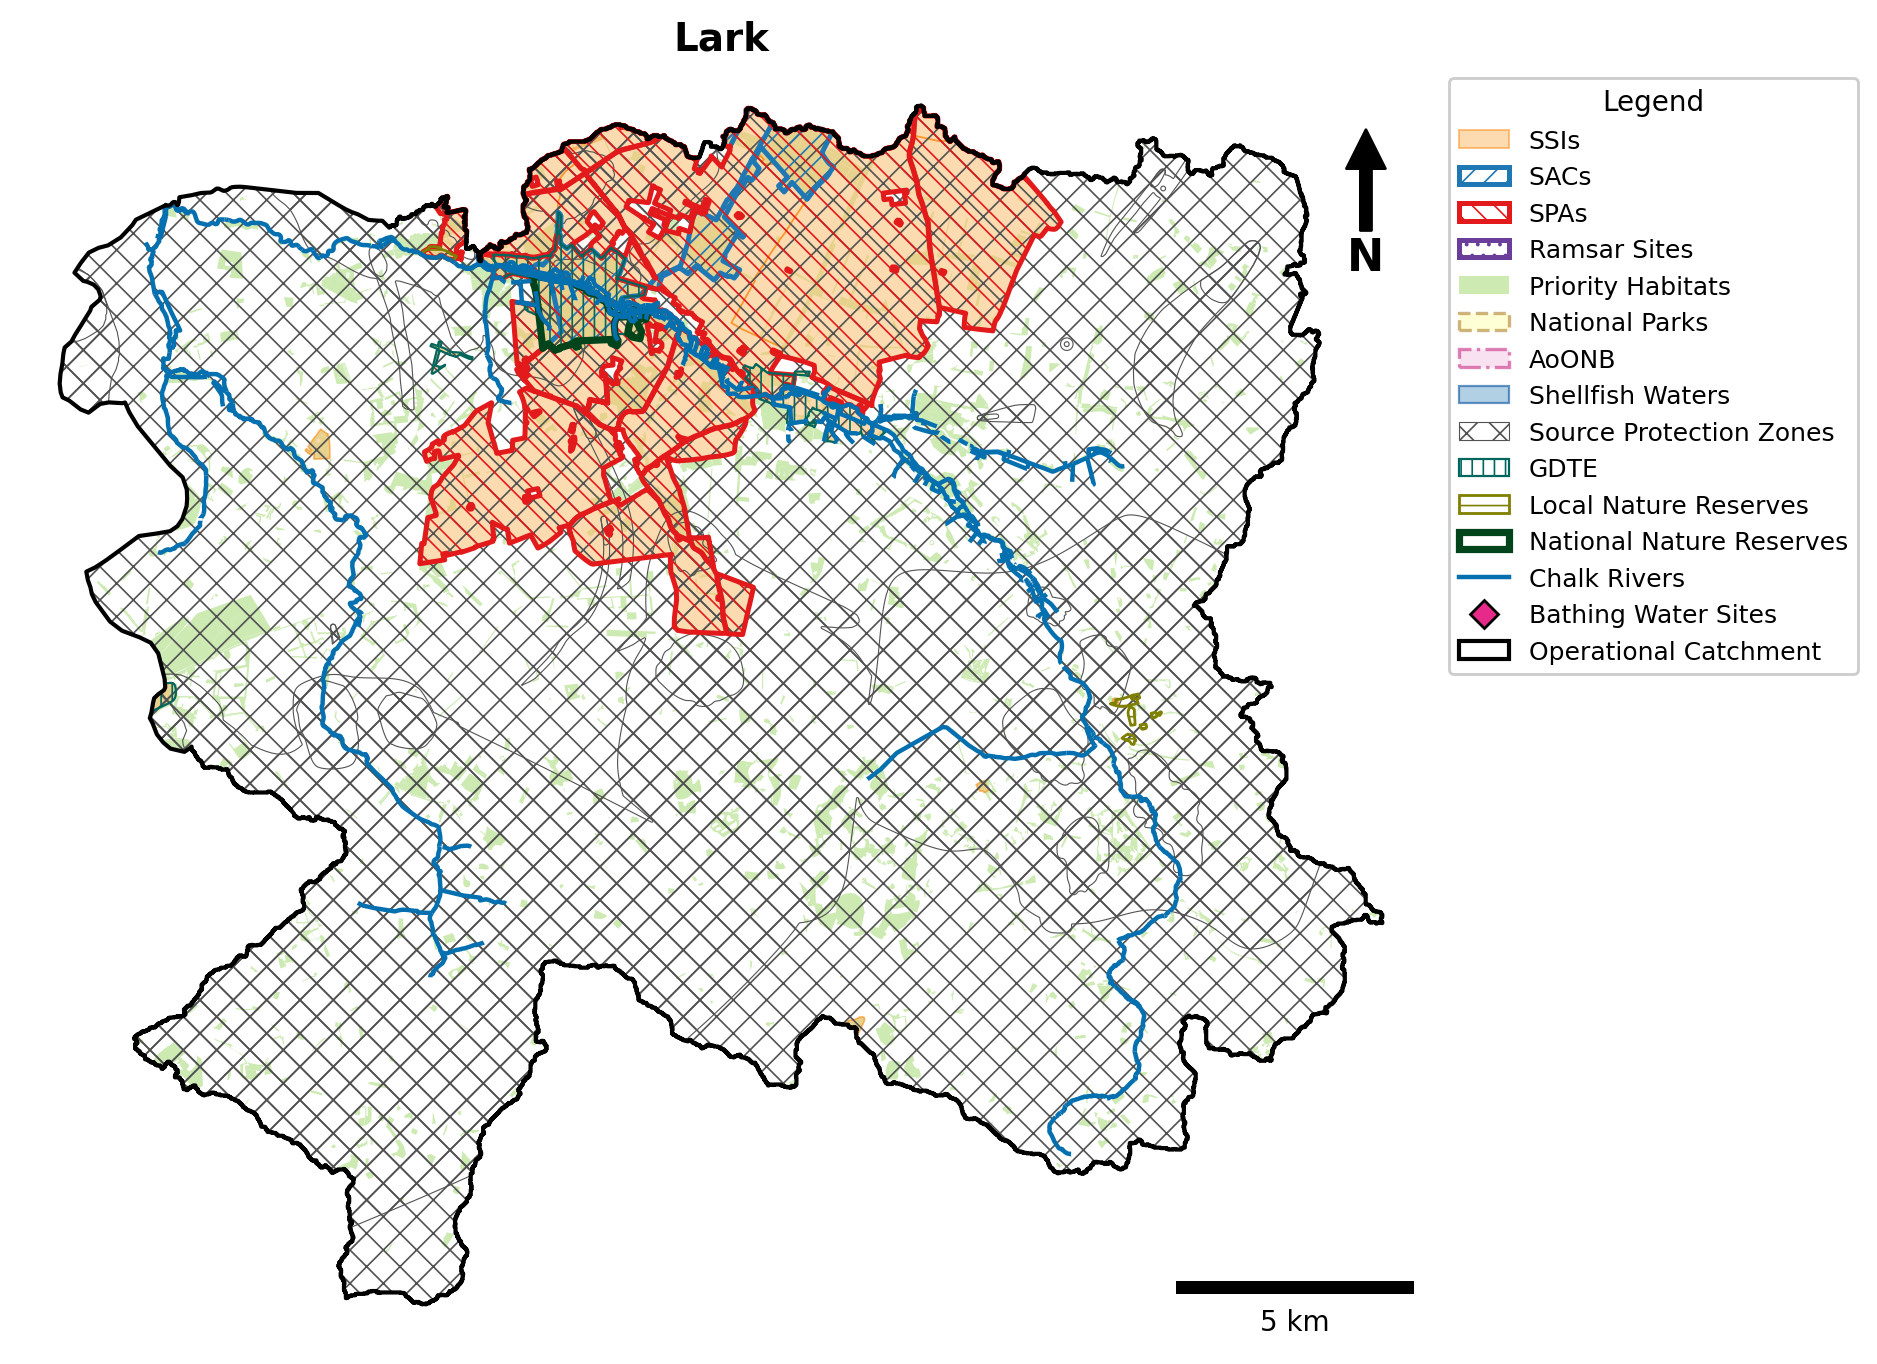 Lark
Legend
SSIs
SACs
SPAs
Ramsar Sites
Priority Habitats
National Parks
AoONB
Shellfish Waters
Source Protection Zones
GDTE
Local Nature Reserves
National Nature Reserves
Chalk Rivers
Bathing Water Sites
Operational Catchment
N
5 km